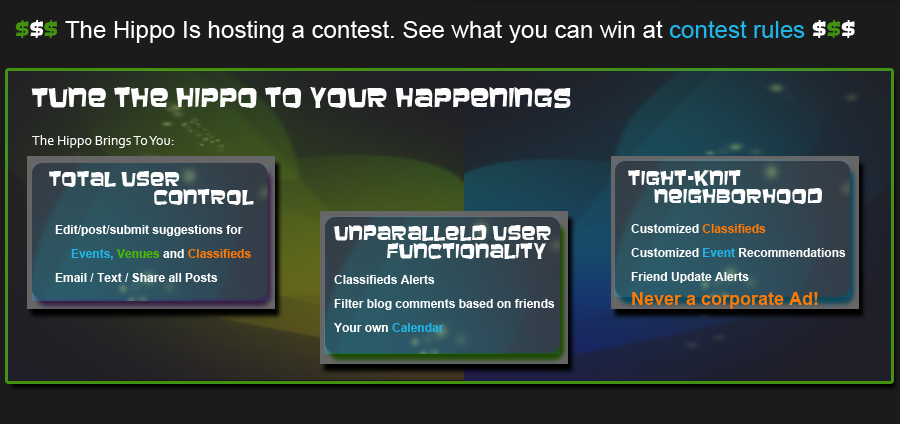 $$$ The Hippo Is hosting a contest. See what you can win at contest rules $$$
Tune The Hippo To Your Happenings
The Hippo Brings To You:
Total User
Control
Edit/post/submit suggestions for
Events, Venues and Classifieds
Email / Text / Share all Posts
Unparalleld User
Functionality
Classifieds Alerts
Filter blog comments based on friends
Your own Calendar
Tight-Knit
Neighborhood
Customized Classifieds
Customized Event Recommendations
Friend Update Alerts
Never a corporate Ad!